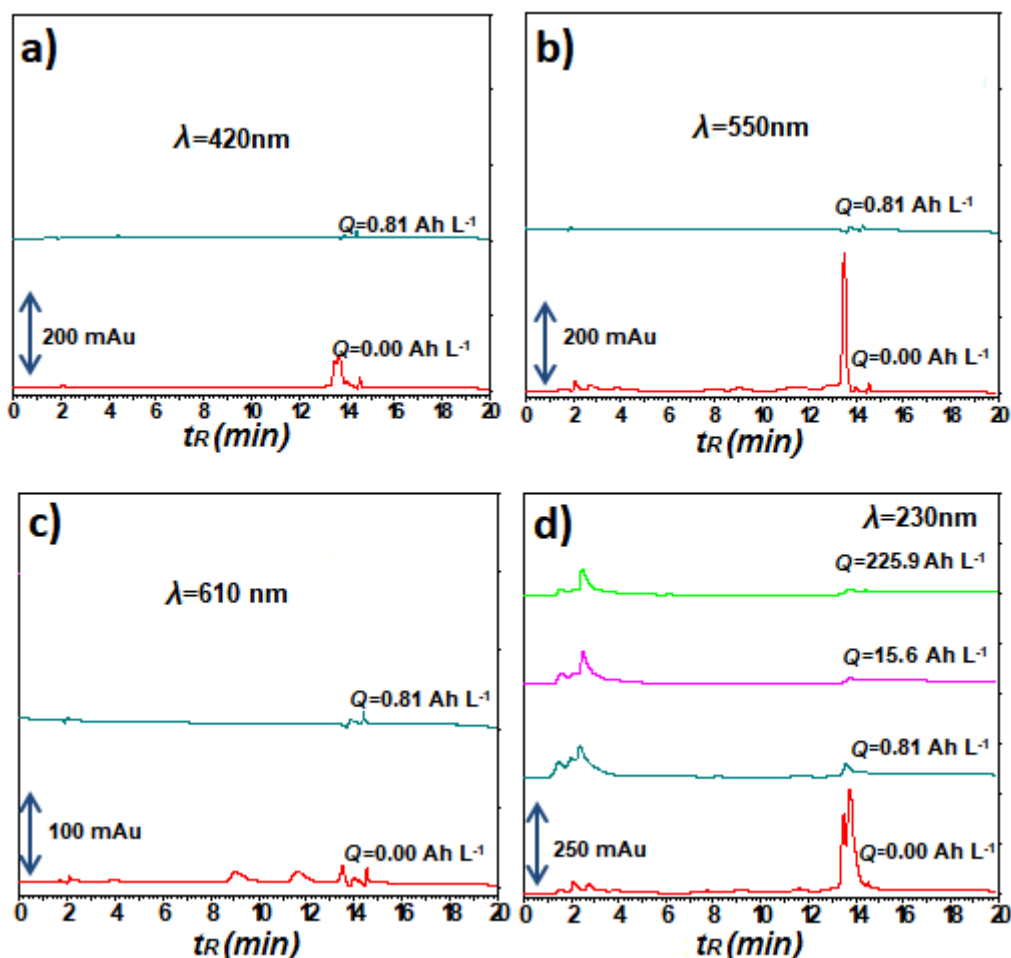 a)
λ=420nm
Q=0.81 Ah L-1
200 mAu
Q=0.00 Ah L-1
0 2 4 6 8 10 12 14 16 18 20
tR(min)
b)
λ=550nm
Q=0.81 Ah L-1
200 mAu
Q=0.00 Ah L-1
0 2 4 6 8 10 12 14 16 18 20
tR(min)
c)
λ=610 nm
Q=0.81 Ah L-1
100 mAu
Q=0.00 Ah L-1
0 2 4 6 8 10 12 14 16 18 20
tR(min)
d)
λ=230nm
Q=225.9 Ah L-1
Q=15.6 Ah L-1
Q=0.81 Ah L-1
250 mAu
Q=0.00 Ah L-1
0 2 4 6 8 10 12 14 16 18 20
tR(min)